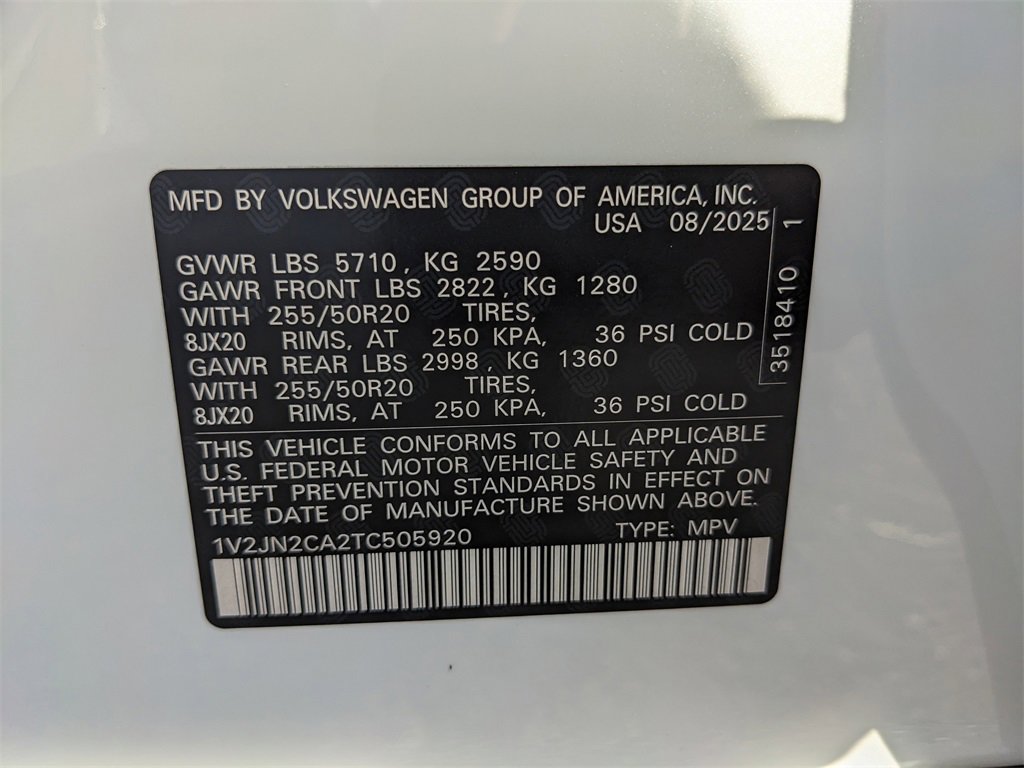 MFD BY VOLKSWAGEN GROUP OF AMERICA, INC.
USA 08/2025
GVWR LBS 5710, KG 2590
GAWR FRONT LBS 2822, KG 1280
WITH 255/50R20 TIRES,
8JX20 RIMS, AT 250 KPA, 36 PSI COLD
GAWR REAR LBS 2998, KG 1360
WITH 255/50R20 TIRES,
8JX20 RIMS, AT 250 KPA, 36 PSI COLD
3518410 1
THIS VEHICLE CONFORMS TO ALL APPLICABLE
U.S. FEDERAL MOTOR VEHICLE SAFETY AND
THEFT PREVENTION STANDARDS IN EFFECT ON
THE DATE OF MANUFACTURE SHOWN ABOVE.
1V2JN2CA2TC505920 TYPE: MPV